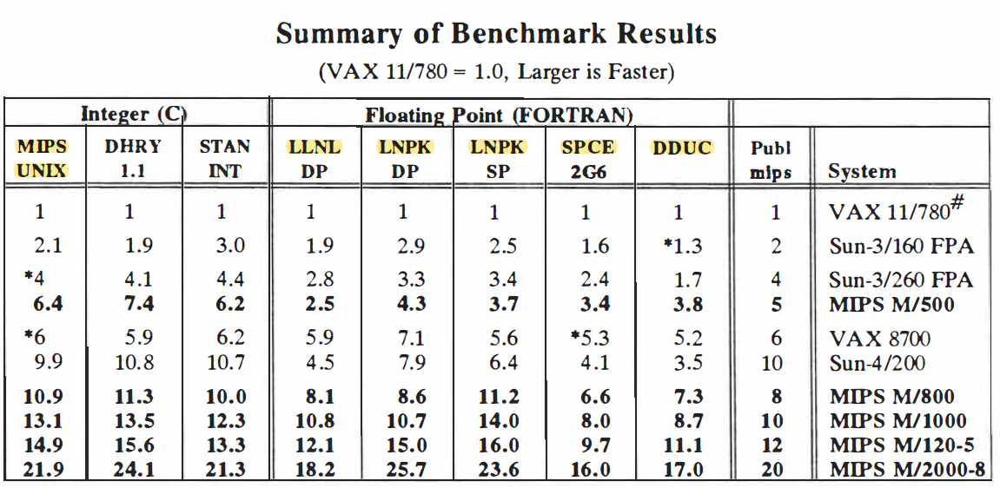 Summary of Benchmark Results
(VAX 11/780 = 1.0, Larger is Faster)
Integer (C) Floating Point (FORTRAN)
MIPS DHRY STAN LLNL LNPK LNPK SPCE DDUC Publ
UNIX 1.1 INT DP DP SP 2G6 mips System
1 1 1 1 1 1 1 1 1 VAX 11/780#
2.1 1.9 3.0 1.9 2.9 2.5 1.6 *1.3 2 Sun-3/160 FPA
*4 4.1 4.4 2.8 3.3 3.4 2.4 1.7 4 Sun-3/260 FPA
6.4 7.4 6.2 2.5 4.3 3.7 3.4 3.8 5 MIPS M/500
*6 5.9 6.2 5.9 7.1 5.6 *5.3 5.2 6 VAX 8700
9.9 10.8 10.7 4.5 7.9 6.4 4.1 3.5 10 Sun-4/200
10.9 11.3 10.0 8.1 8.6 11.2 6.6 7.3 8 MIPS M/800
13.1 13.5 12.3 10.8 10.7 14.0 8.0 8.7 10 MIPS M/1000
14.9 15.6 13.3 12.1 15.0 16.0 9.7 11.1 12 MIPS M/120-5
21.9 24.1 21.3 18.2 25.7 23.6 16.0 17.0 20 MIPS M/2000-8